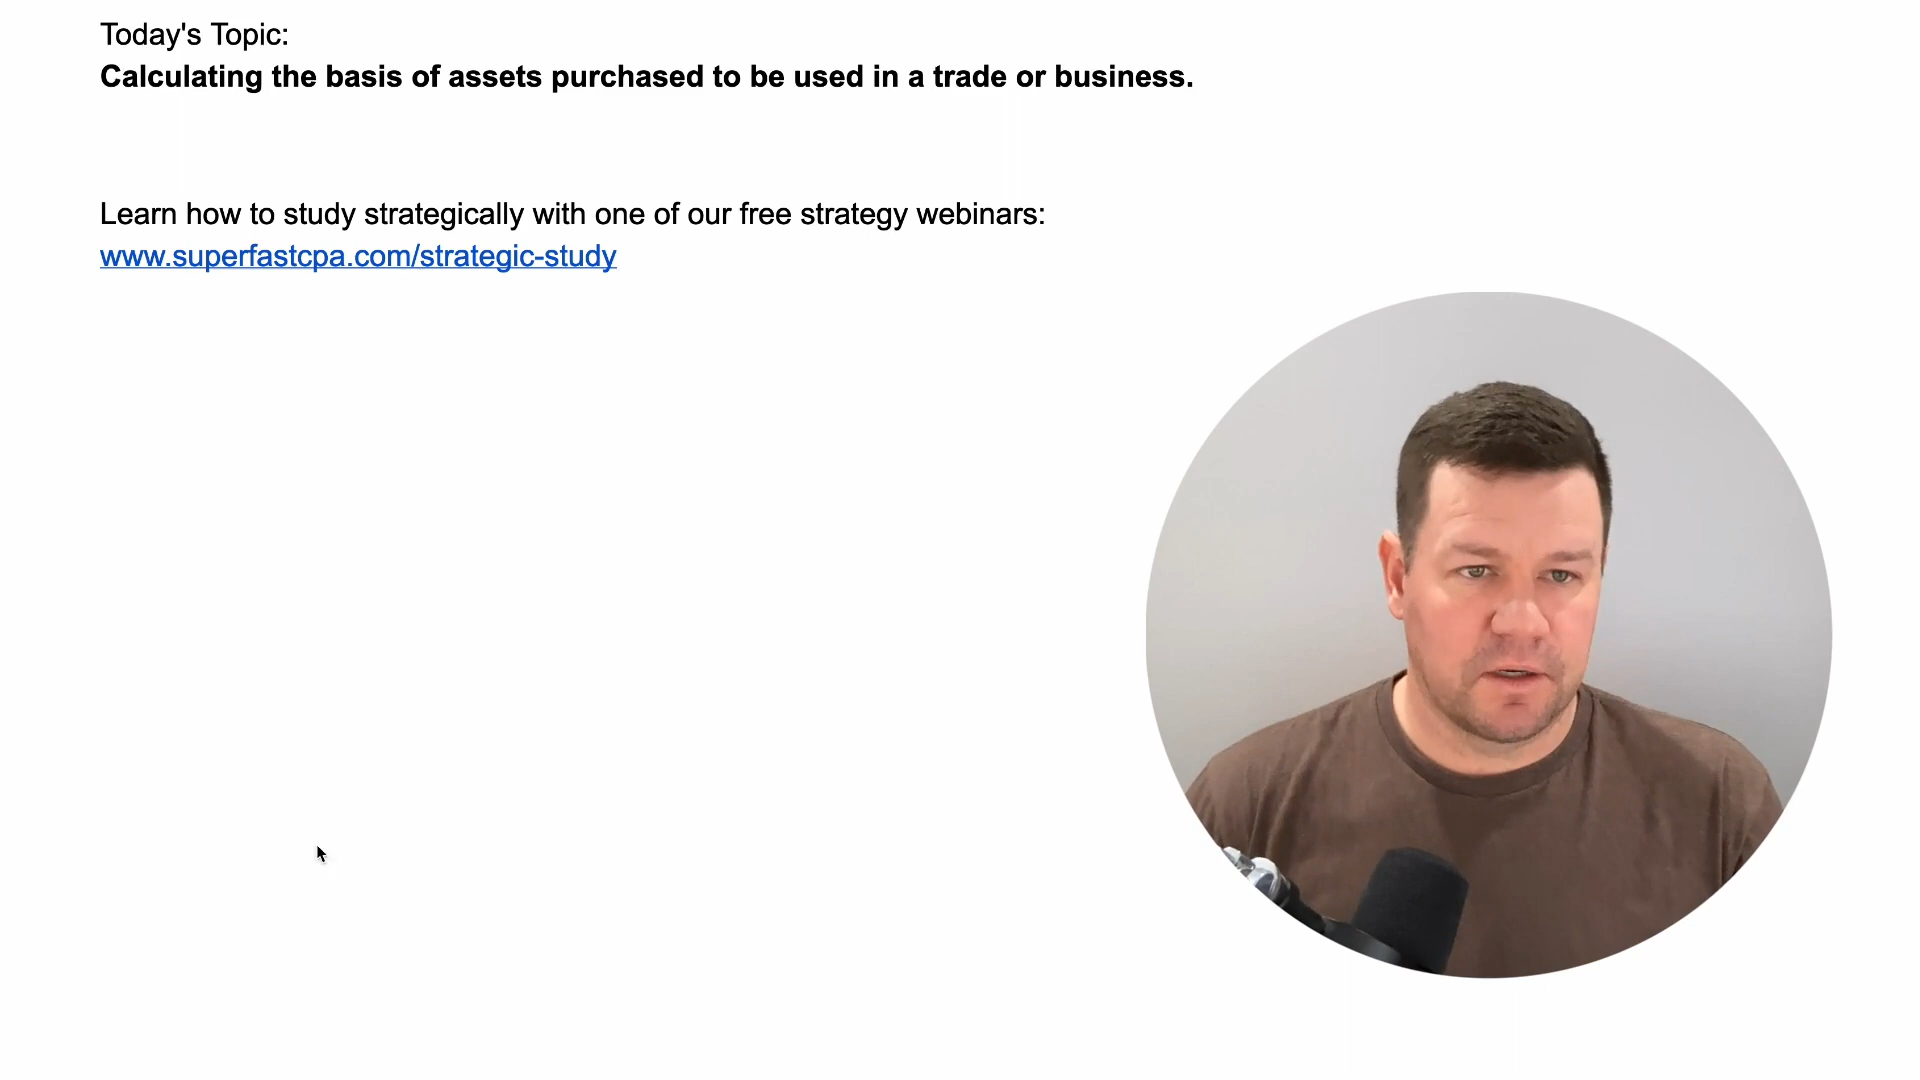 Today's Topic:
Calculating the basis of assets purchased to be used in a trade or business.
Learn how to study strategically with one of our free strategy webinars:
www.superfastcpa.com/strategic-study